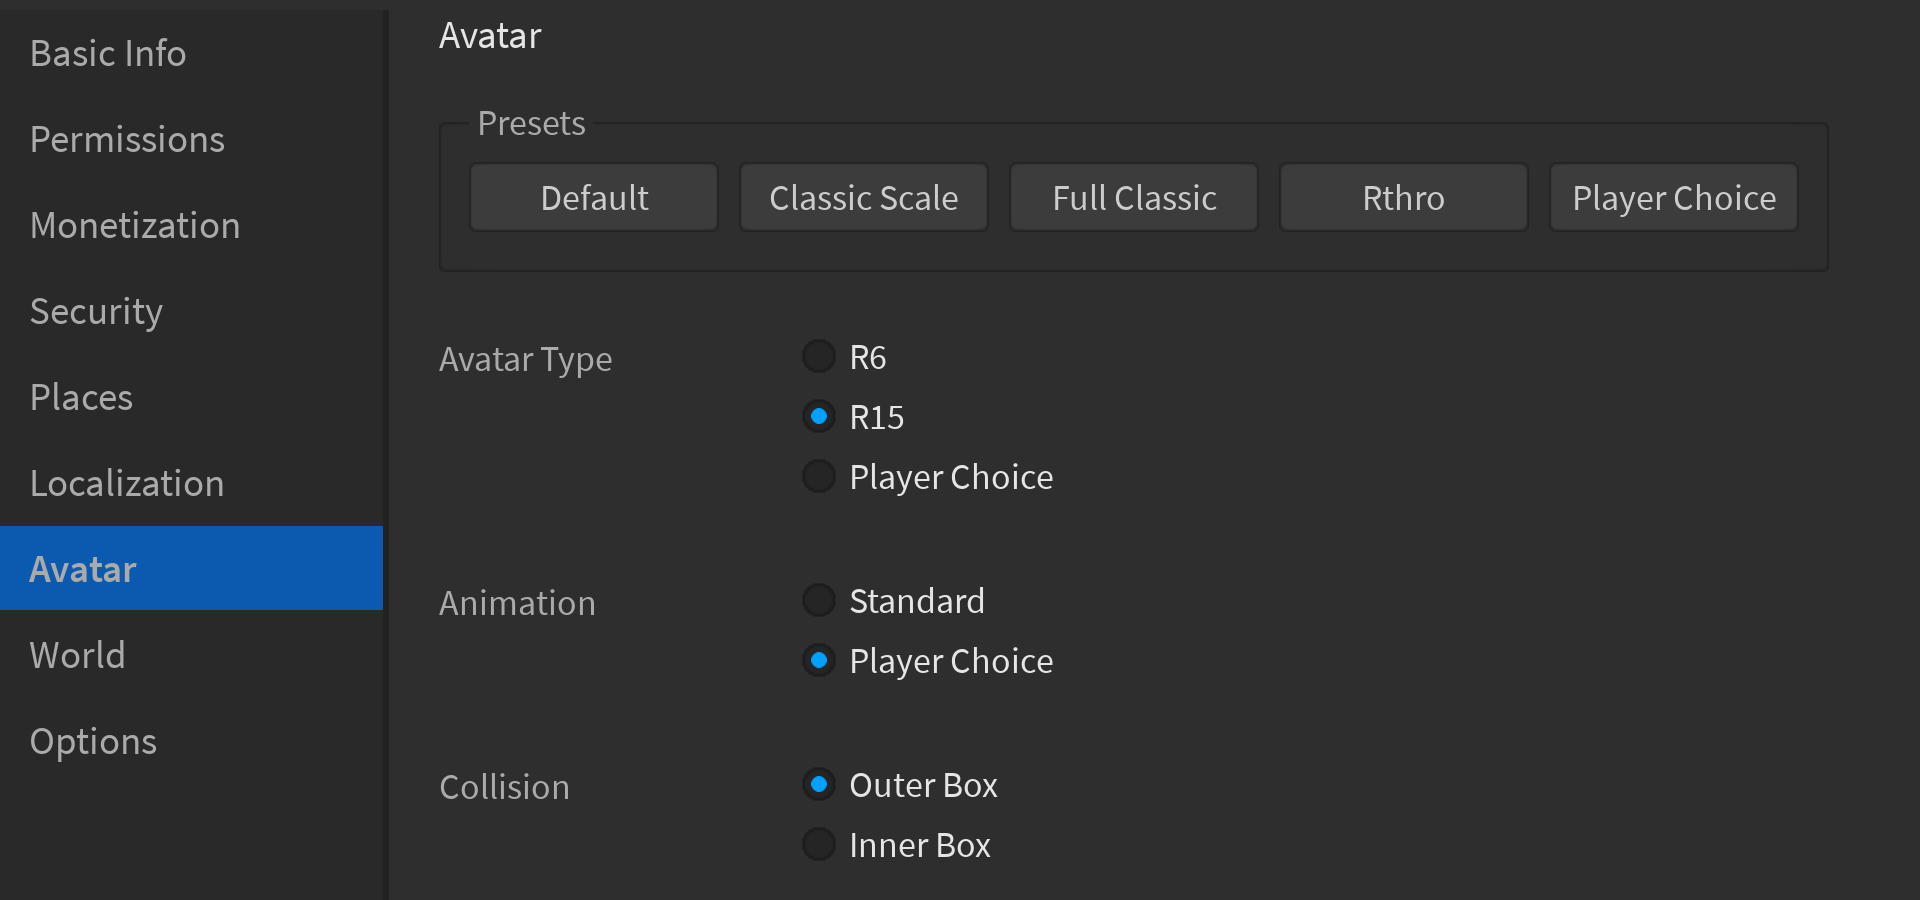 Basic Info
Permissions
Monetization
Security
Places
Localization
Avatar
World
Options
Avatar
Presets
Default Classic Scale Full Classic Rthro Player Choice
Avatar Type
R6
R15
Player Choice
Animation
Standard
Player Choice
Collision
Outer Box
Inner Box